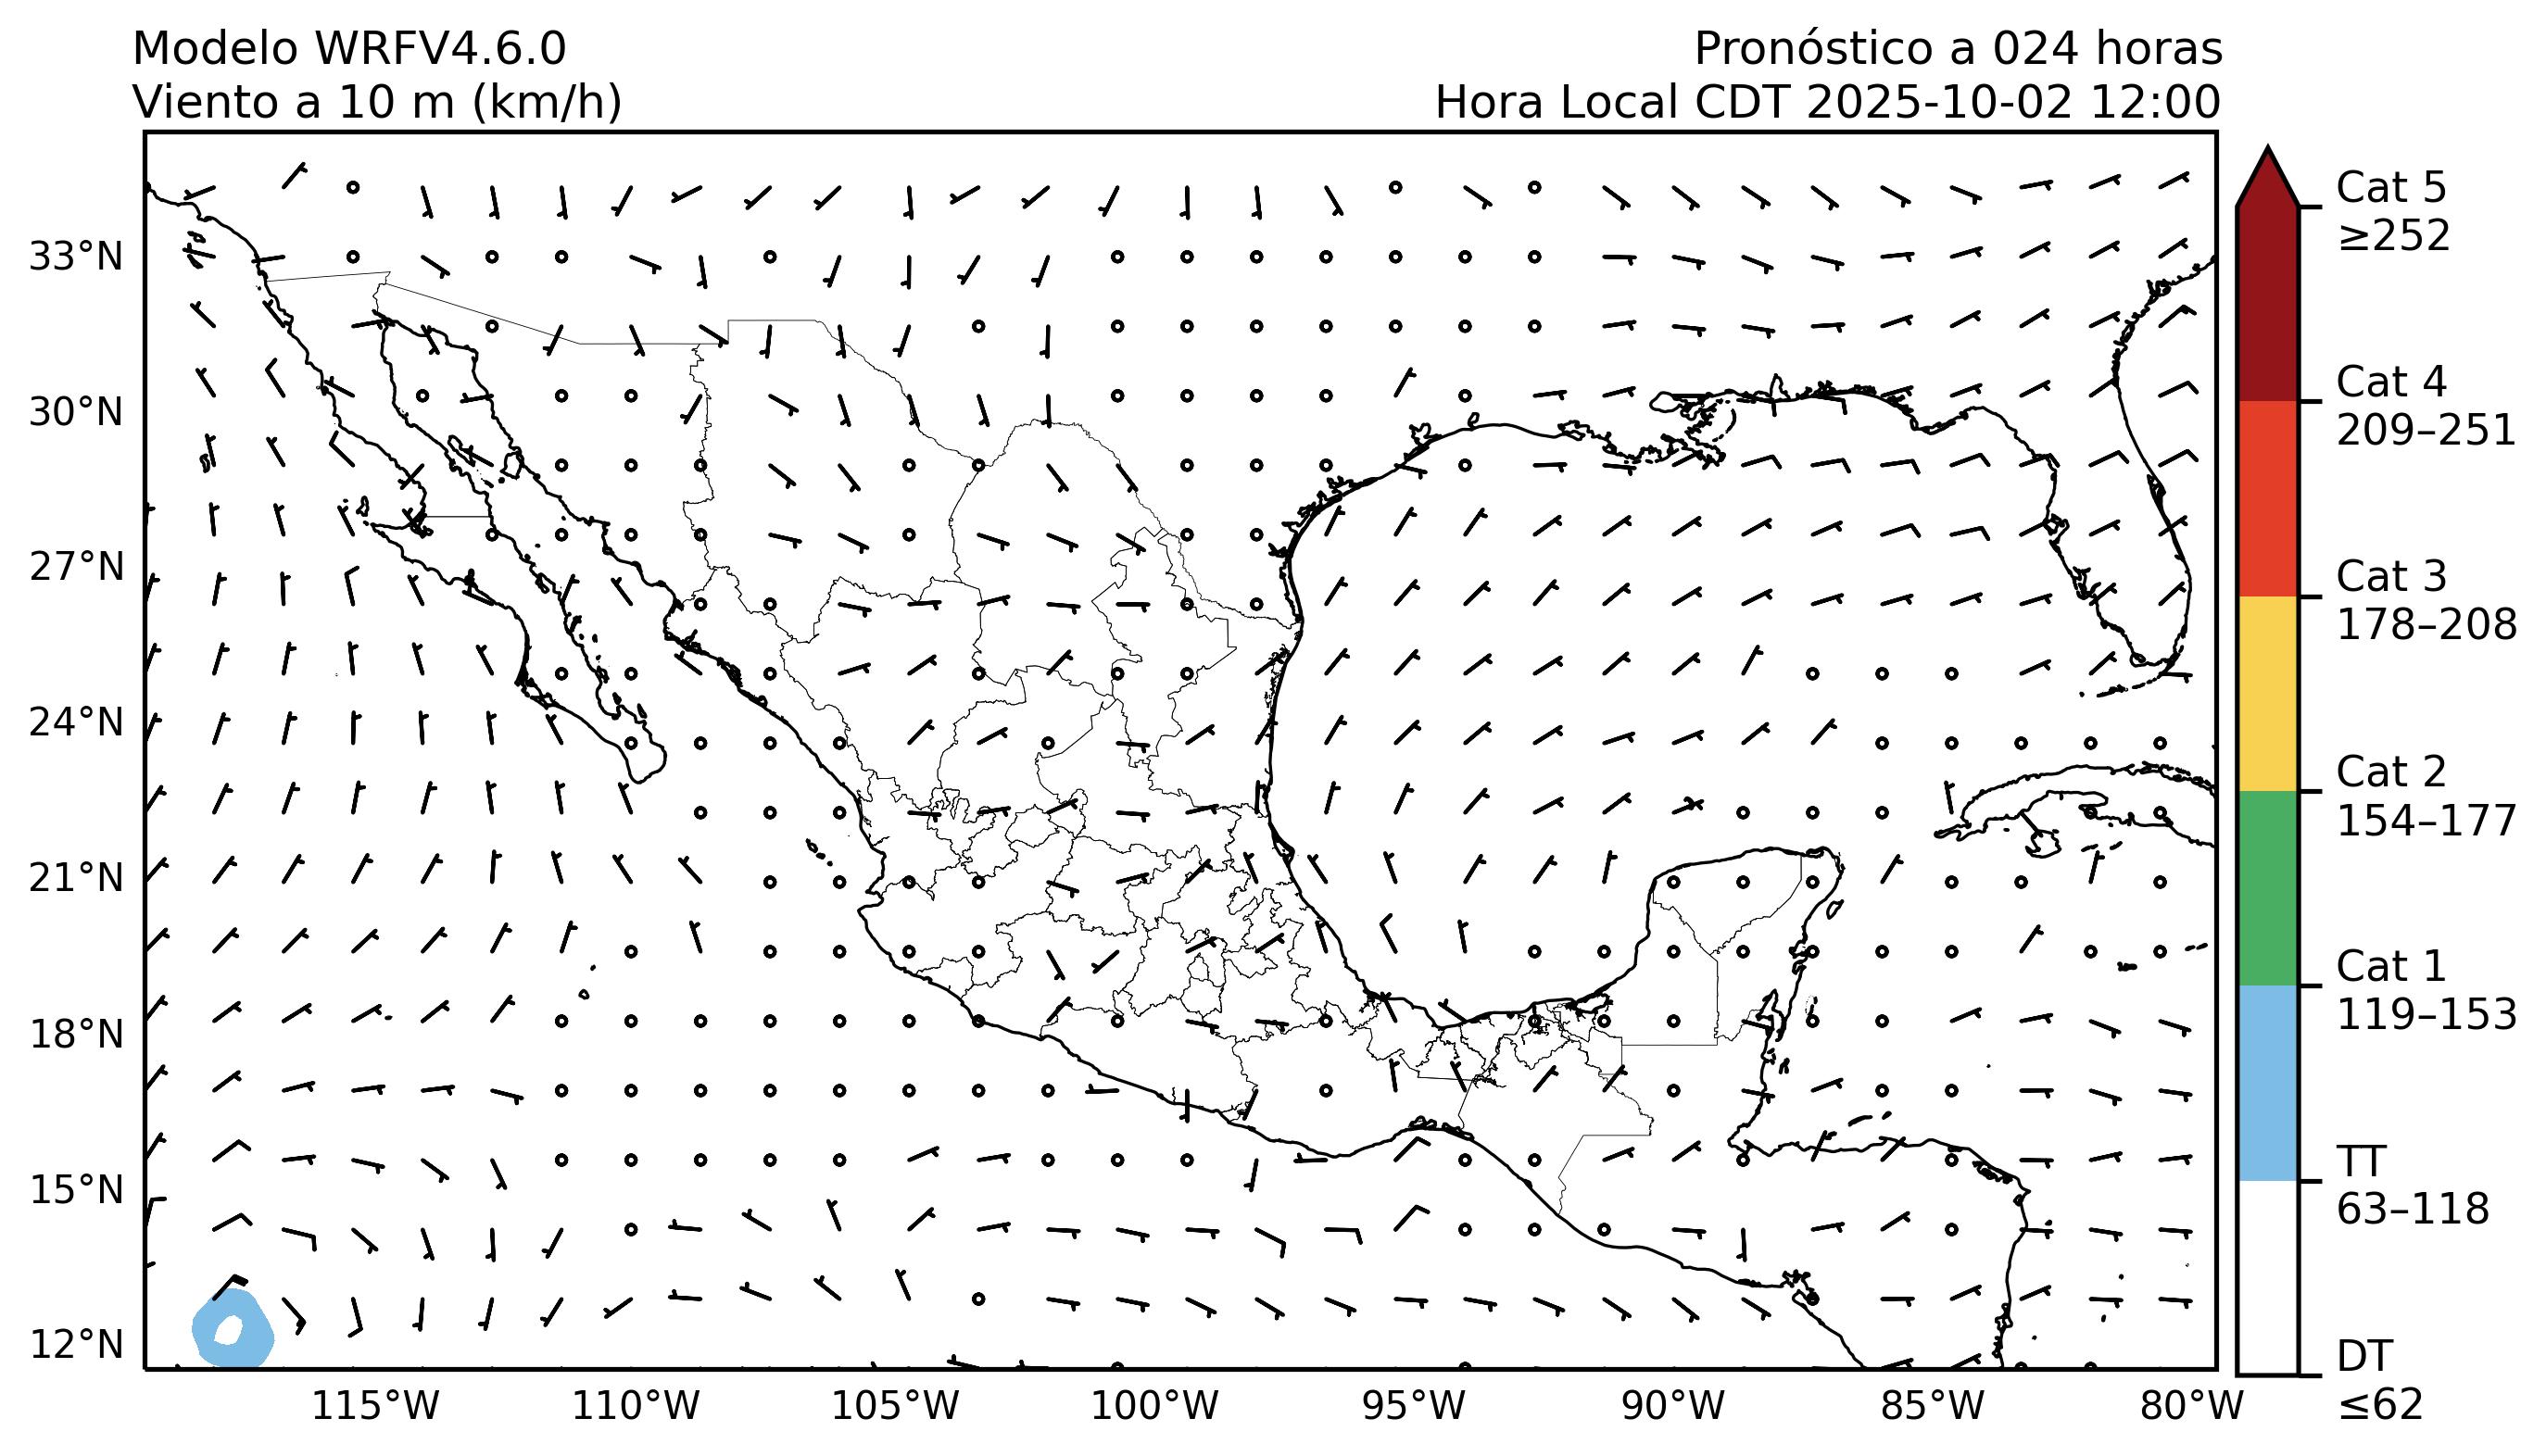 Modelo WRFV4.6.0
Viento a 10 m (km/h)
Pronóstico a 024 horas
Hora Local CDT 2025-10-02 12:00
33°N
30°N
27°N
24°N
21°N
18°N
15°N
12°N
115°W
110°W
105°W
100°W
95°W
90°W
85°W
80°W
Cat 5
≥252
Cat 4
209–251
Cat 3
178–208
Cat 2
154–177
Cat 1
119–153
TT
63–118
DT
≤62